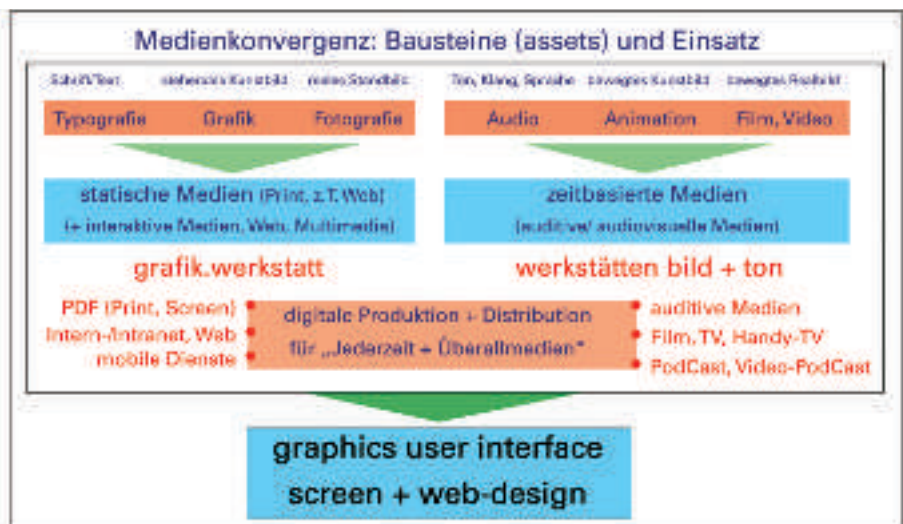 Medienkonvergenz: Bausteine (assets) und Einsatz
Schrift/Text stehendes Kunstbild reales Standbild
Ton, Klang, Sprache bewegtes Kunstbild bewegtes Realbild
Typografie Grafik Fotografie
Audio Animation Film, Video
statische Medien (Print, z.T. Web)
(+ interaktive Medien, Web, Multimedia)
zeitbasierte Medien
(auditive/ audiovisuelle Medien)
grafik.werkstatt
werkstätten bild + ton
PDF (Print, Screen)
Intern-/Intranet, Web
mobile Dienste
digitale Produktion + Distribution
für „Jederzeit + Überallmedien"
auditive Medien
Film, TV, Handy-TV
PodCast, Video-PodCast
graphics user interface
screen + web-design